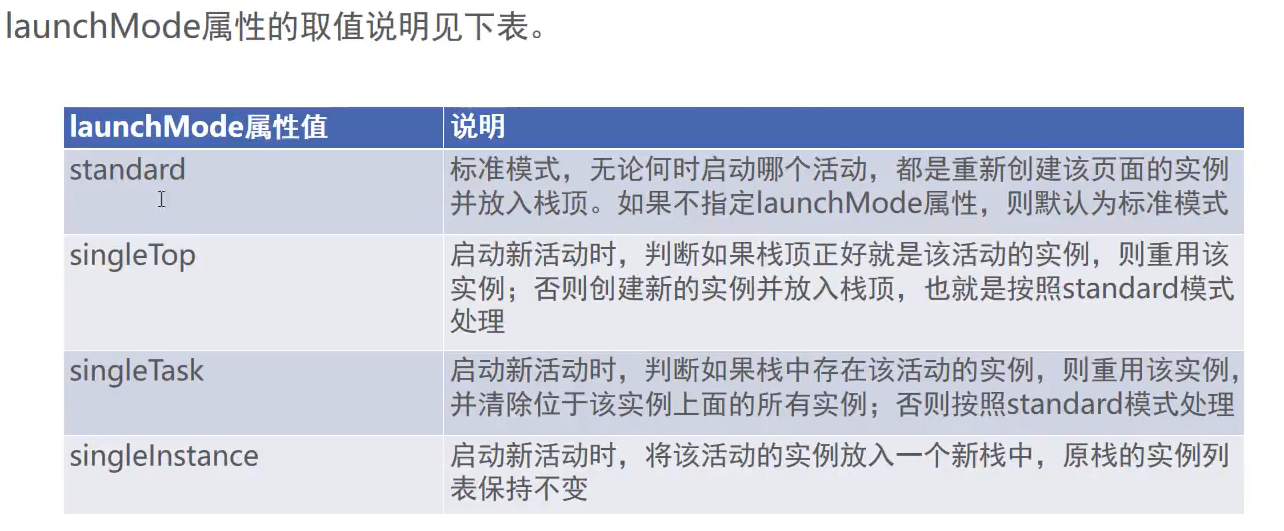 launchMode属性的取值说明见下表。
launchMode属性值
说明
standard
标准模式，无论何时启动哪个活动，都是重新创建该页面的实例
并放入栈顶。如果不指定launchMode属性，则默认为标准模式
singleTop
启动新活动时，判断如果栈顶正好就是该活动的实例，则重用该
实例；否则创建新的实例并放入栈顶，也就是按照standard模式
处理
singleTask
启动新活动时，判断如果栈中存在该活动的实例，则重用该实例，
并清除位于该实例上面的所有实例；否则按照standard模式处理
singleInstance
启动新活动时，将该活动的实例放入一个新栈中，原栈的实例列
表保持不变